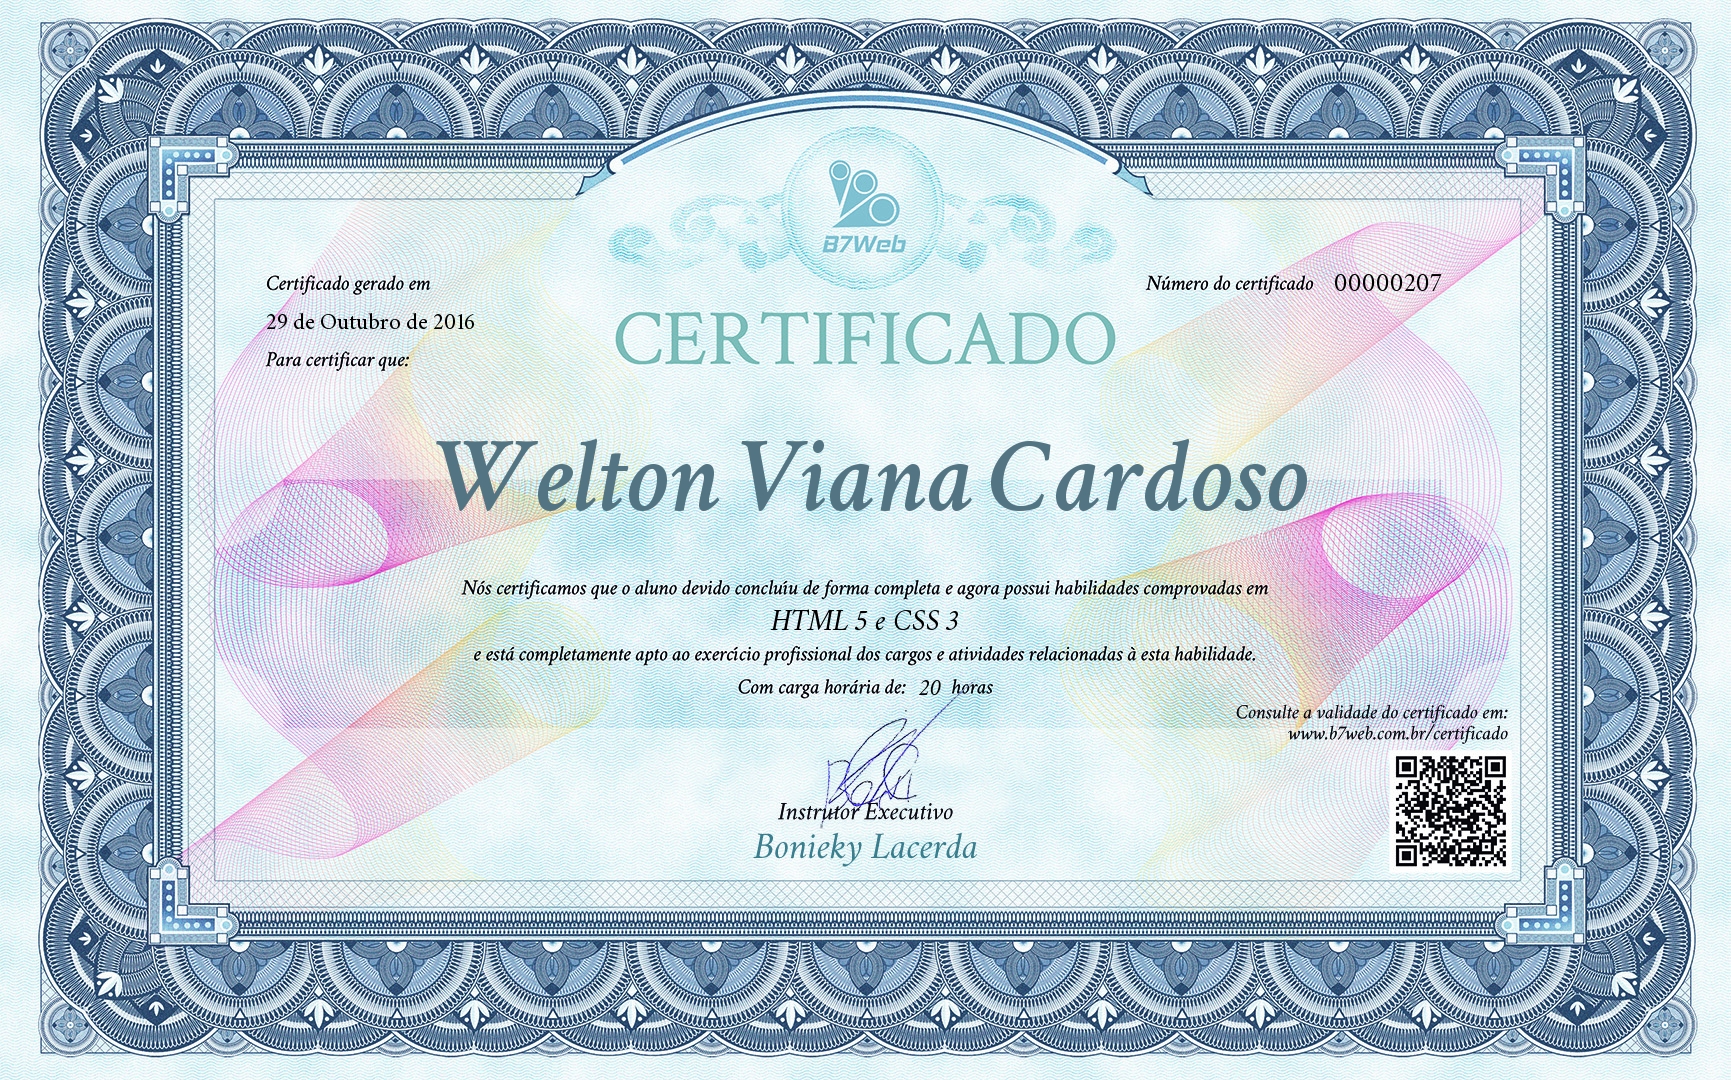 B7Web
Certificado gerado em
29 de Outubro de 2016
Para certificar que:
Número do certificado 00000207
CERTIFICADO
Welton Viana Cardoso
Nós certificamos que o aluno devido concluíu de forma completa e agora possui habilidades comprovadas em
HTML 5 e CSS 3
e está completamente apto ao exercício profissional dos cargos e atividades relacionadas à esta habilidade.
Com carga horária de: 20 horas
Consulte a validade do certificado em:
www.b7web.com.br/certificado
Instrutor Executivo
Bonieky Lacerda